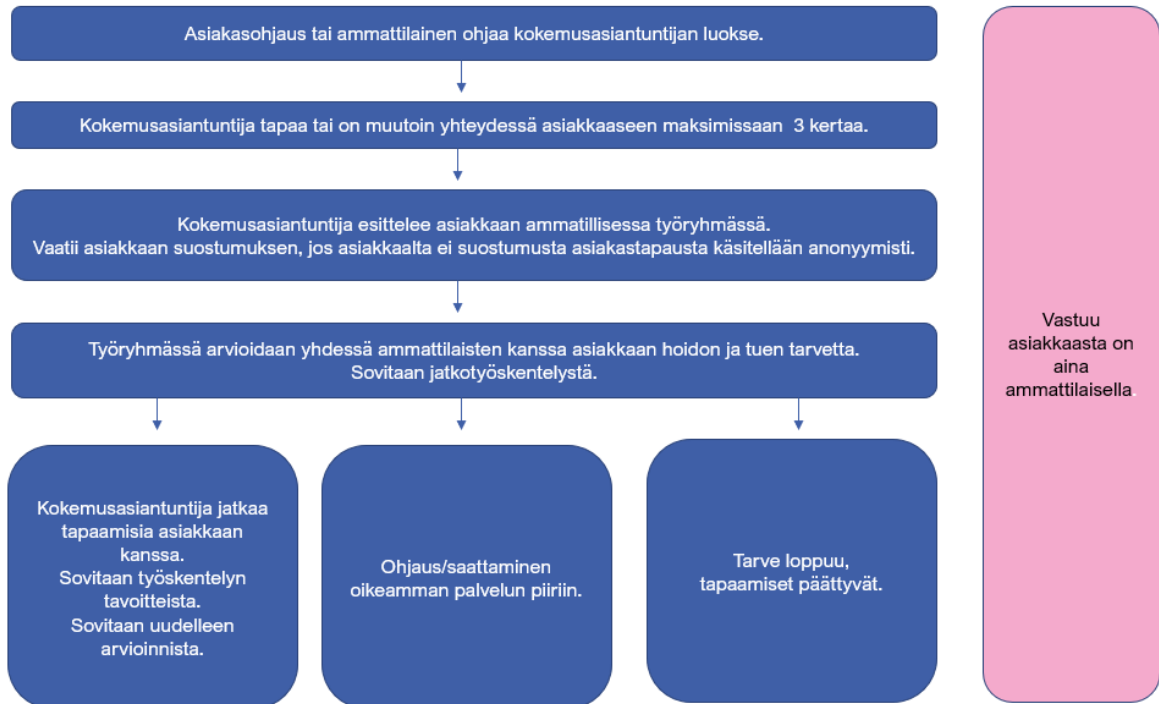 Asiakasohjaus tai ammattilainen ohjaa kokemusasiantuntijan luokse.
Kokemusasiantuntija tapaa tai on muutoin yhteydessä asiakkaaseen maksimissaan 3 kertaa.
Kokemusasiantuntija esittelee asiakkaan ammatillisessa työryhmässä.
Vaatii asiakkaan suostumuksen, jos asiakkaalta ei suostumusta asiakastapausta käsitellään anonyymisti.
Työryhmässä arvioidaan yhdessä ammattilaisten kanssa asiakkaan hoidon ja tuen tarvetta.
Sovitaan jatkotyöskentelystä.
Kokemusasiantuntija jatkaa
tapaamisia asiakkaan
kanssa.
Sovitaan työskentelyn
tavoitteista.
Sovitaan uudelleen
arvioinnista.
Ohjaus/saattaminen
oikeamman palvelun piiriin.
Tarve loppuu,
tapaamiset päättyvät.
Vastuu
asiakkaasta on
aina
ammattilaisella.